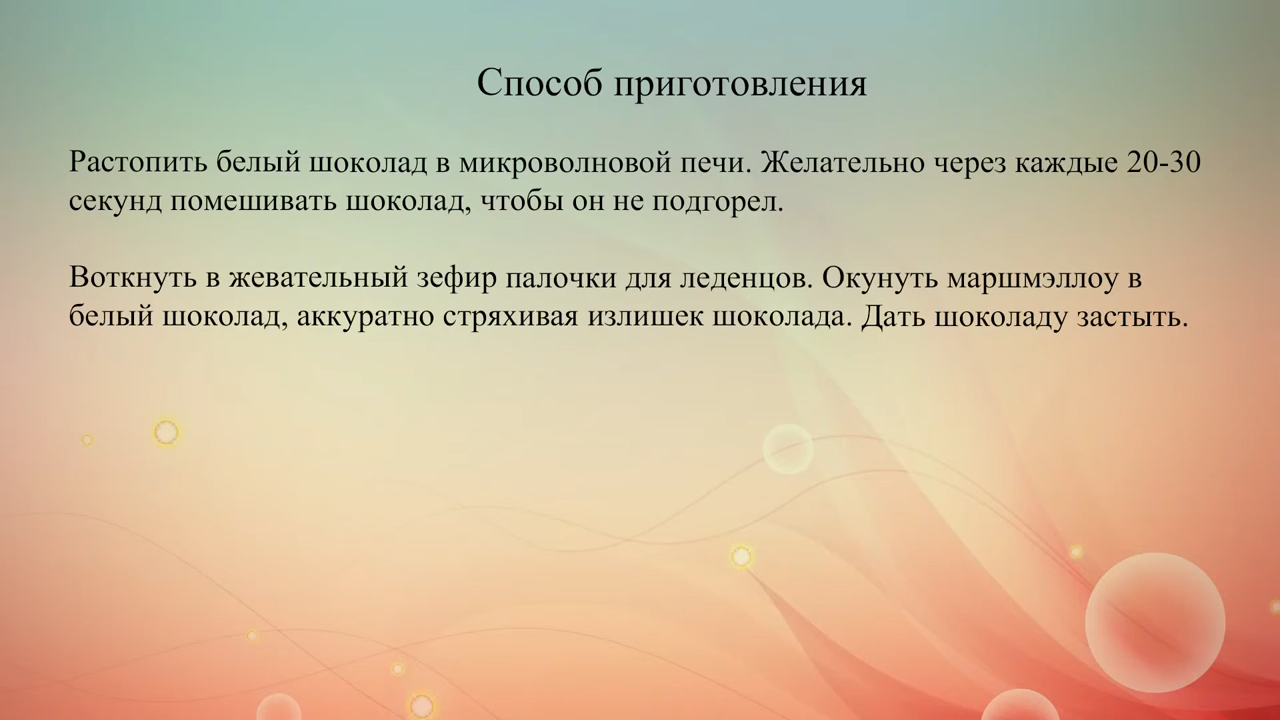 Способ приготовления
Растопить белый шоколад в микроволновой печи. Желательно через каждые 20-30
секунд помешивать шоколад, чтобы он не подгорел.
Воткнуть в жевательный зефир палочки для леденцов. Окунуть маршмэллоу в
белый шоколад, аккуратно стряхивая излишек шоколада. Дать шоколаду застыть.